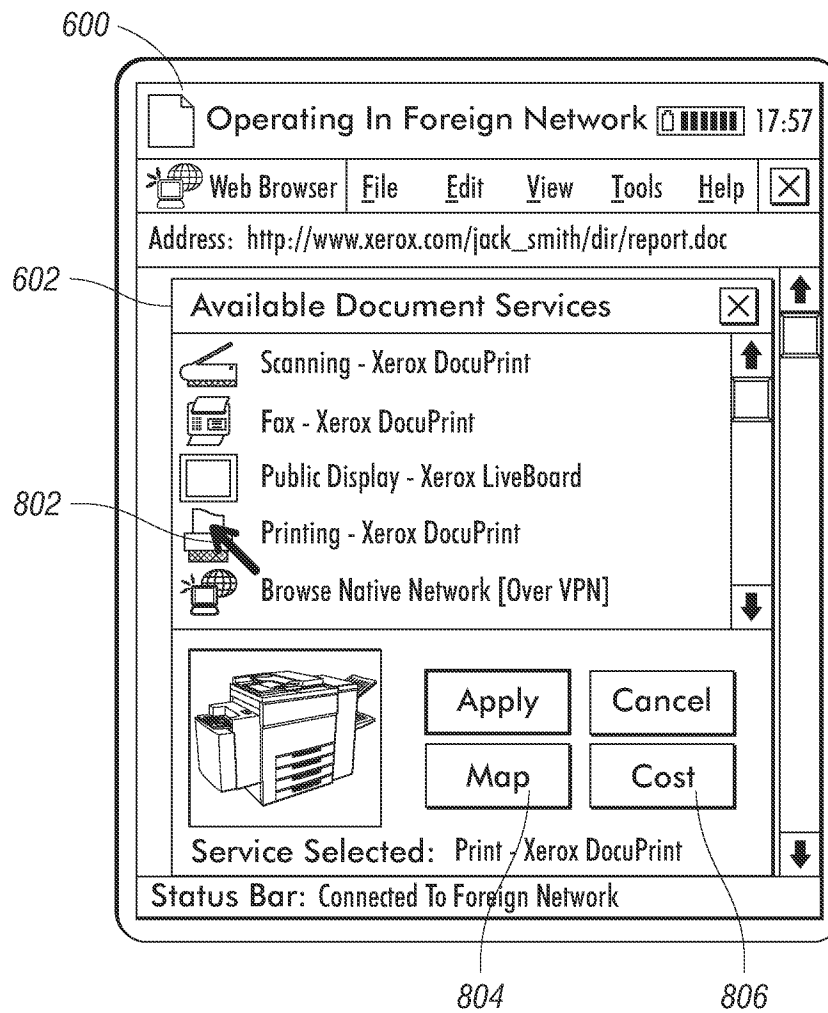 600
Operating In Foreign Network 17:57
Web Browser File Edit View Tools Help
Address: http://www.xerox.com/jack_smith/dir/report.doc
602
Available Document Services
Scanning - Xerox DocuPrint
Fax - Xerox DocuPrint
Public Display - Xerox LiveBoard
802
Printing - Xerox DocuPrint
Browse Native Network [Over VPN]
Apply Cancel
Map Cost
Service Selected: Print - Xerox DocuPrint
Status Bar: Connected To Foreign Network
804 806